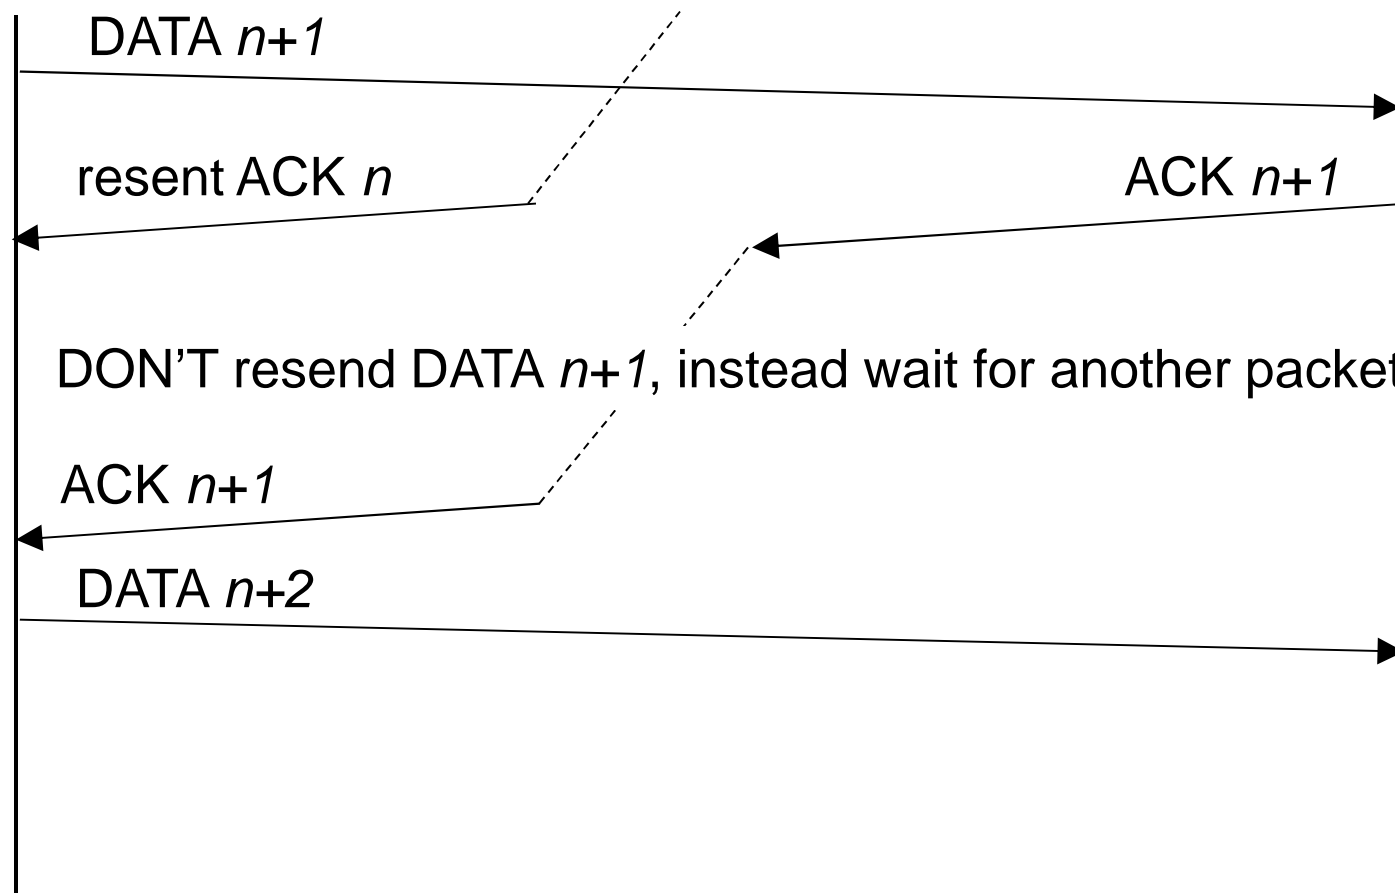 DATA n+1
resent ACK n
ACK n+1
DON’T resend DATA n+1, instead wait for another packet
ACK n+1
DATA n+2